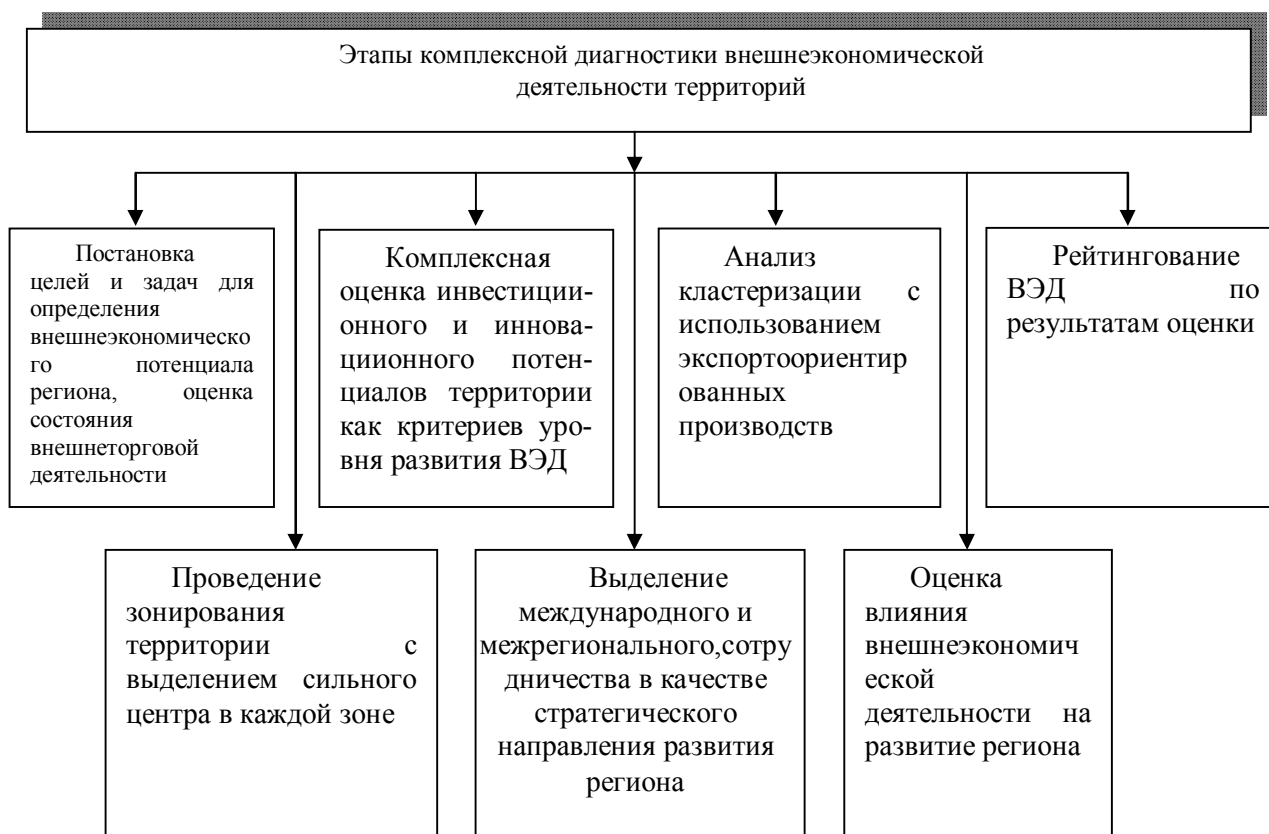 Этапы комплексной диагностики внешнеэкономической
деятельности территорий
Постановка
целей и задач для
определения
внешнеэкономическо
го потенциала
региона, оценка
состояния
внешнеторговой
деятельности
Комплексная
оценка инвестиции-
онного и иннова-
циионного потен-
циалов территории
как критериев уро-
вня развития ВЭД
Анализ
кластеризации с
использованием
экспортоориентир
ованных
производств
Рейтингование
ВЭД по
результатам оценки
Проведение
зонирования
территории с
выделением сильного
центра в каждой зоне
Выделение
международного и
межрегионального,сотру
дничества в качестве
стратегического
направления развития
региона
Оценка
влияния
внешнеэкономич
еской
деятельности на
развитие региона